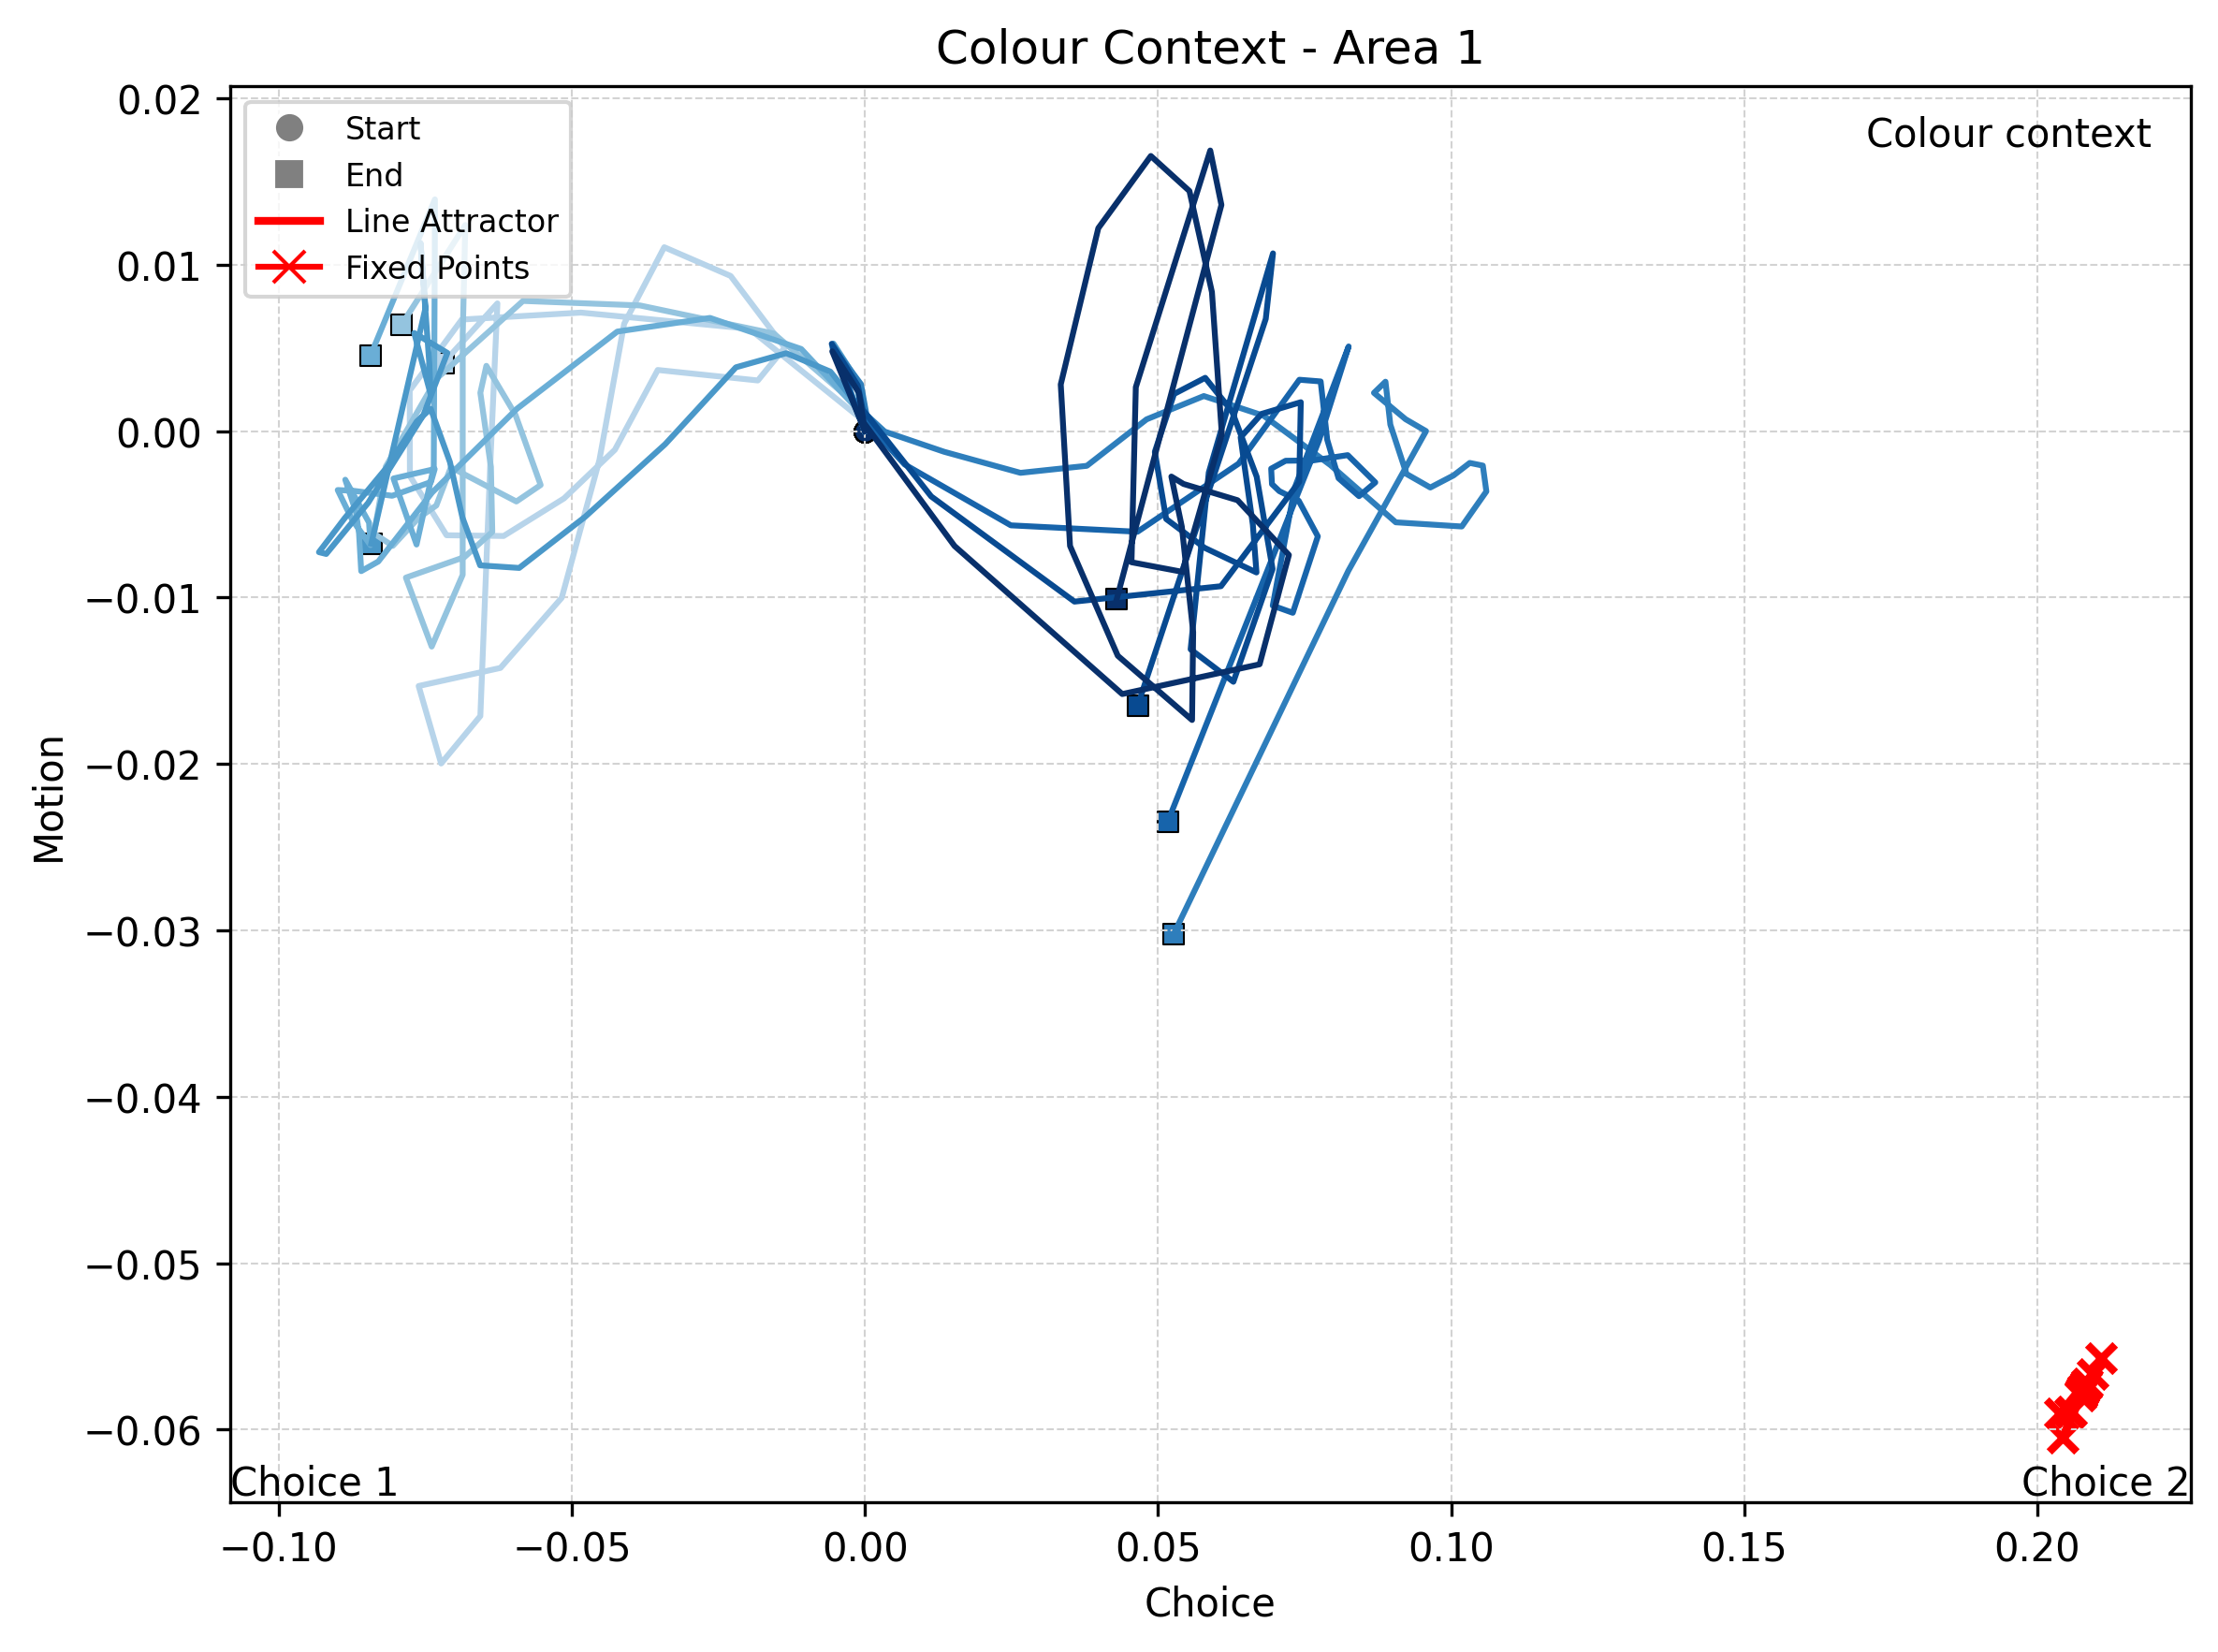 Colour Context - Area 1
Colour context
Start
End
Line Attractor
Fixed Points
0.02
0.01
0.00
−0.01
−0.02
−0.03
−0.04
−0.05
−0.06
Motion
Choice 1
Choice 2
−0.10
−0.05
0.00
0.05
0.10
0.15
0.20
Choice